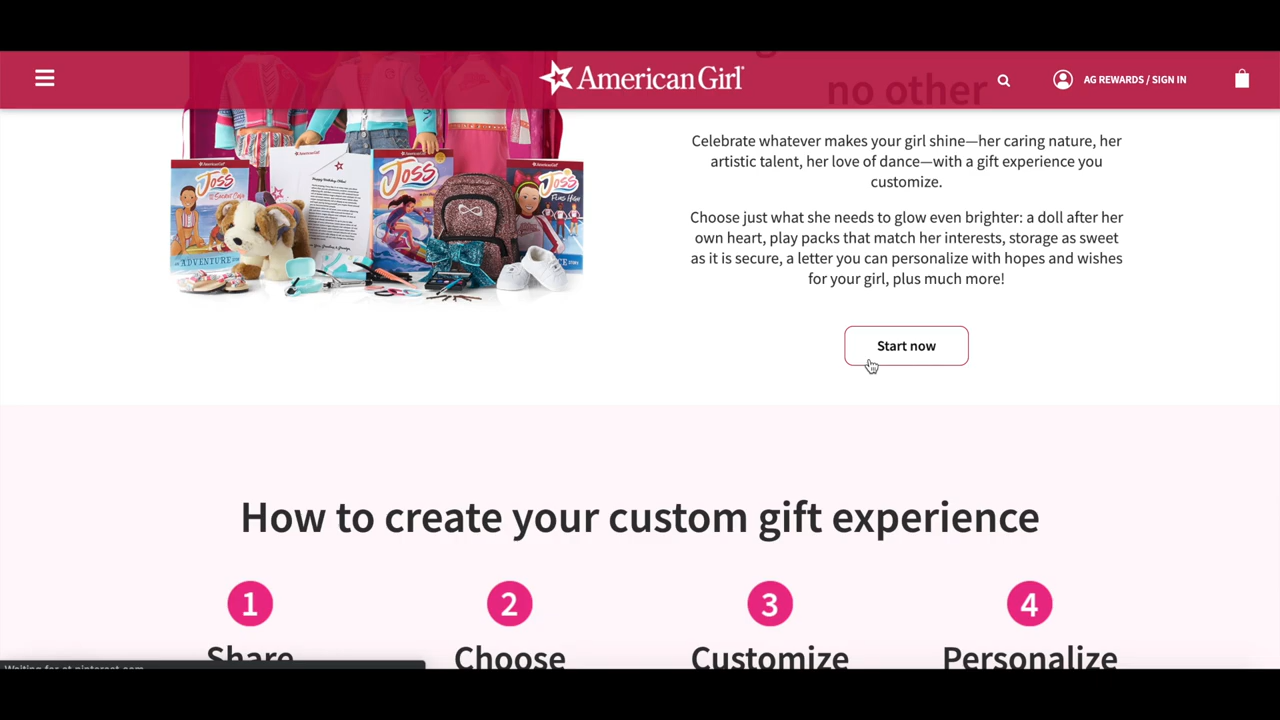 American Girl
AG REWARDS / SIGN IN
no other
Celebrate whatever makes your girl shine—her caring nature, her
artistic talent, her love of dance—with a gift experience you
customize.
Choose just what she needs to glow even brighter: a doll after her
own heart, play packs that match her interests, storage as sweet
as it is secure, a letter you can personalize with hopes and wishes
for your girl, plus much more!
Start now
Joss
Joss
Joss
ADVENTURE
How to create your custom gift experience
1
2
3
4
Share
Choose
Customize
Personalize